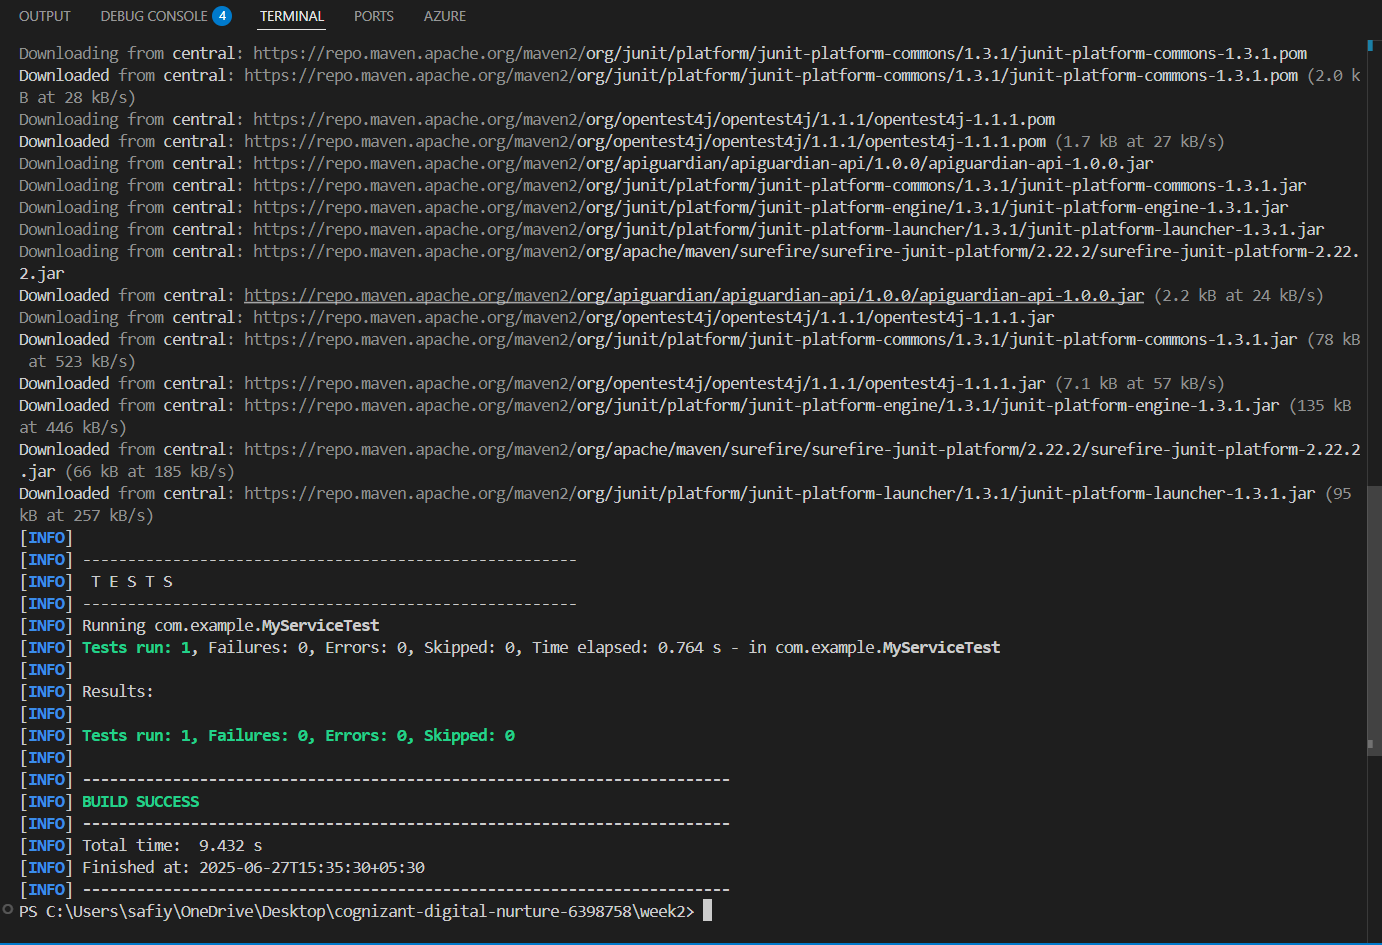 OUTPUT DEBUG CONSOLE 4 TERMINAL PORTS AZURE
Downloading from central: https://repo.maven.apache.org/maven2/org/junit/platform/junit-platform-commons/1.3.1/junit-platform-commons-1.3.1.pom
Downloaded from central: https://repo.maven.apache.org/maven2/org/junit/platform/junit-platform-commons/1.3.1/junit-platform-commons-1.3.1.pom (2.0 k
B at 28 kB/s)
Downloading from central: https://repo.maven.apache.org/maven2/org/opentest4j/opentest4j/1.1.1/opentest4j-1.1.1.pom
Downloaded from central: https://repo.maven.apache.org/maven2/org/opentest4j/opentest4j/1.1.1/opentest4j-1.1.1.pom (1.7 kB at 27 kB/s)
Downloading from central: https://repo.maven.apache.org/maven2/org/apiguardian/apiguardian-api/1.0.0/apiguardian-api-1.0.0.jar
Downloading from central: https://repo.maven.apache.org/maven2/org/junit/platform/junit-platform-commons/1.3.1/junit-platform-commons-1.3.1.jar
Downloading from central: https://repo.maven.apache.org/maven2/org/junit/platform/junit-platform-engine/1.3.1/junit-platform-engine-1.3.1.jar
Downloading from central: https://repo.maven.apache.org/maven2/org/junit/platform/junit-platform-launcher/1.3.1/junit-platform-launcher-1.3.1.jar
Downloading from central: https://repo.maven.apache.org/maven2/org/apache/maven/surefire/surefire-junit-platform/2.22.2/surefire-junit-platform-2.22.
2.jar
Downloaded from central: https://repo.maven.apache.org/maven2/org/apiguardian/apiguardian-api/1.0.0/apiguardian-api-1.0.0.jar (2.2 kB at 24 kB/s)
Downloading from central: https://repo.maven.apache.org/maven2/org/opentest4j/opentest4j/1.1.1/opentest4j-1.1.1.jar
Downloaded from central: https://repo.maven.apache.org/maven2/org/junit/platform/junit-platform-commons/1.3.1/junit-platform-commons-1.3.1.jar (78 kB
at 523 kB/s)
Downloaded from central: https://repo.maven.apache.org/maven2/org/opentest4j/opentest4j/1.1.1/opentest4j-1.1.1.jar (7.1 kB at 57 kB/s)
Downloaded from central: https://repo.maven.apache.org/maven2/org/junit/platform/junit-platform-engine/1.3.1/junit-platform-engine-1.3.1.jar (135 kB
at 446 kB/s)
Downloaded from central: https://repo.maven.apache.org/maven2/org/apache/maven/surefire/surefire-junit-platform/2.22.2/surefire-junit-platform-2.22.2
.jar (66 kB at 185 kB/s)
Downloaded from central: https://repo.maven.apache.org/maven2/org/junit/platform/junit-platform-launcher/1.3.1/junit-platform-launcher-1.3.1.jar (95
kB at 257 kB/s)
[INFO]
[INFO] -------------------------------------------------------
[INFO]  T E S T S
[INFO] -------------------------------------------------------
[INFO] Running com.example.MyServiceTest
[INFO] Tests run: 1, Failures: 0, Errors: 0, Skipped: 0, Time elapsed: 0.764 s - in com.example.MyServiceTest
[INFO]
[INFO] Results:
[INFO]
[INFO] Tests run: 1, Failures: 0, Errors: 0, Skipped: 0
[INFO]
[INFO] ------------------------------------------------------------------------
[INFO] BUILD SUCCESS
[INFO] ------------------------------------------------------------------------
[INFO] Total time:  9.432 s
[INFO] Finished at: 2025-06-27T15:35:30+05:30
[INFO] ------------------------------------------------------------------------
PS C:\Users\safiy\OneDrive\Desktop\cognizant-digital-nurture-6398758\week2>